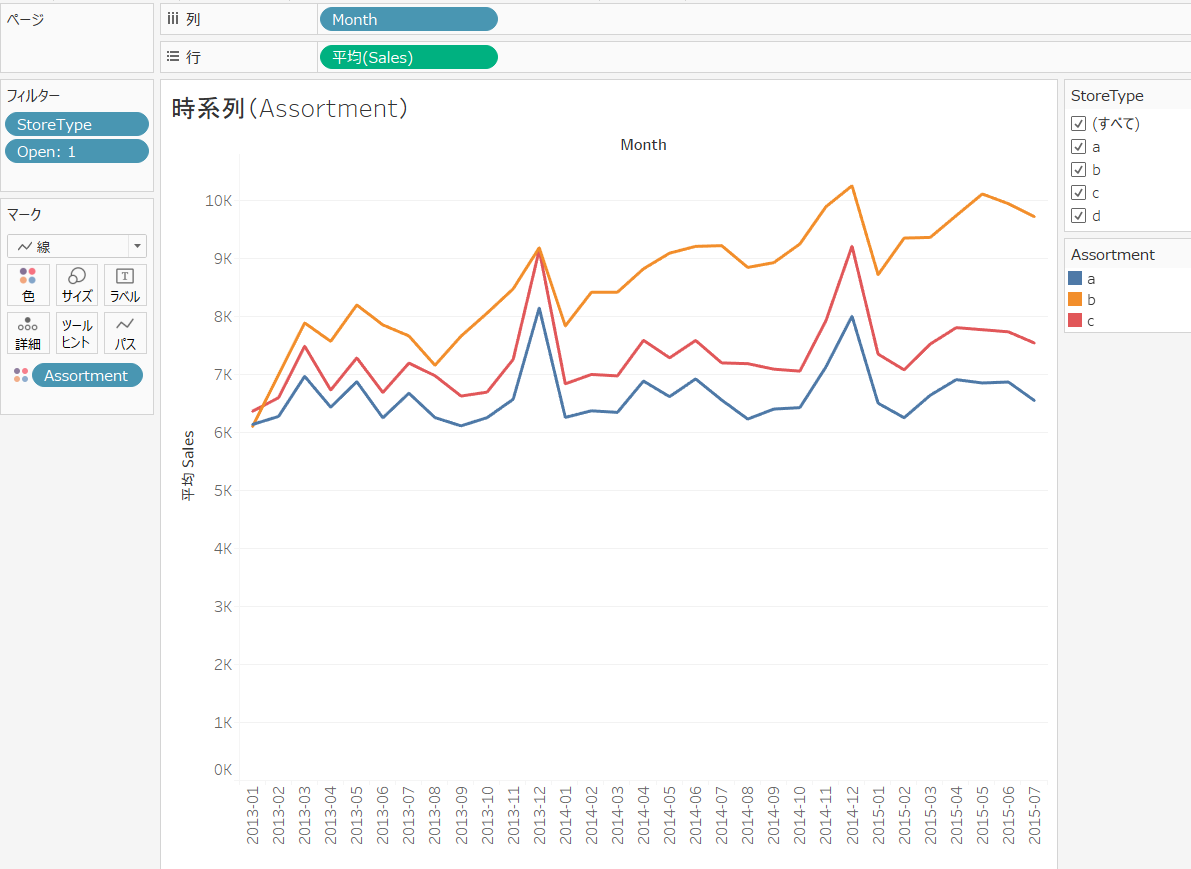 ページ
列
Month
行
平均(Sales)
フィルター
StoreType
Open: 1
マーク
線
色
サイズ
ラベル
詳細
ツール
ヒント
パス
Assortment
時系列(Assortment)
Month
平均 Sales
10K
9K
8K
7K
6K
5K
4K
3K
2K
1K
0K
2013-01
2013-02
2013-03
2013-04
2013-05
2013-06
2013-07
2013-08
2013-09
2013-10
2013-11
2013-12
2014-01
2014-02
2014-03
2014-04
2014-05
2014-06
2014-07
2014-08
2014-09
2014-10
2014-11
2014-12
2015-01
2015-02
2015-03
2015-04
2015-05
2015-06
2015-07
StoreType
(すべて)
a
b
c
d
Assortment
a
b
c